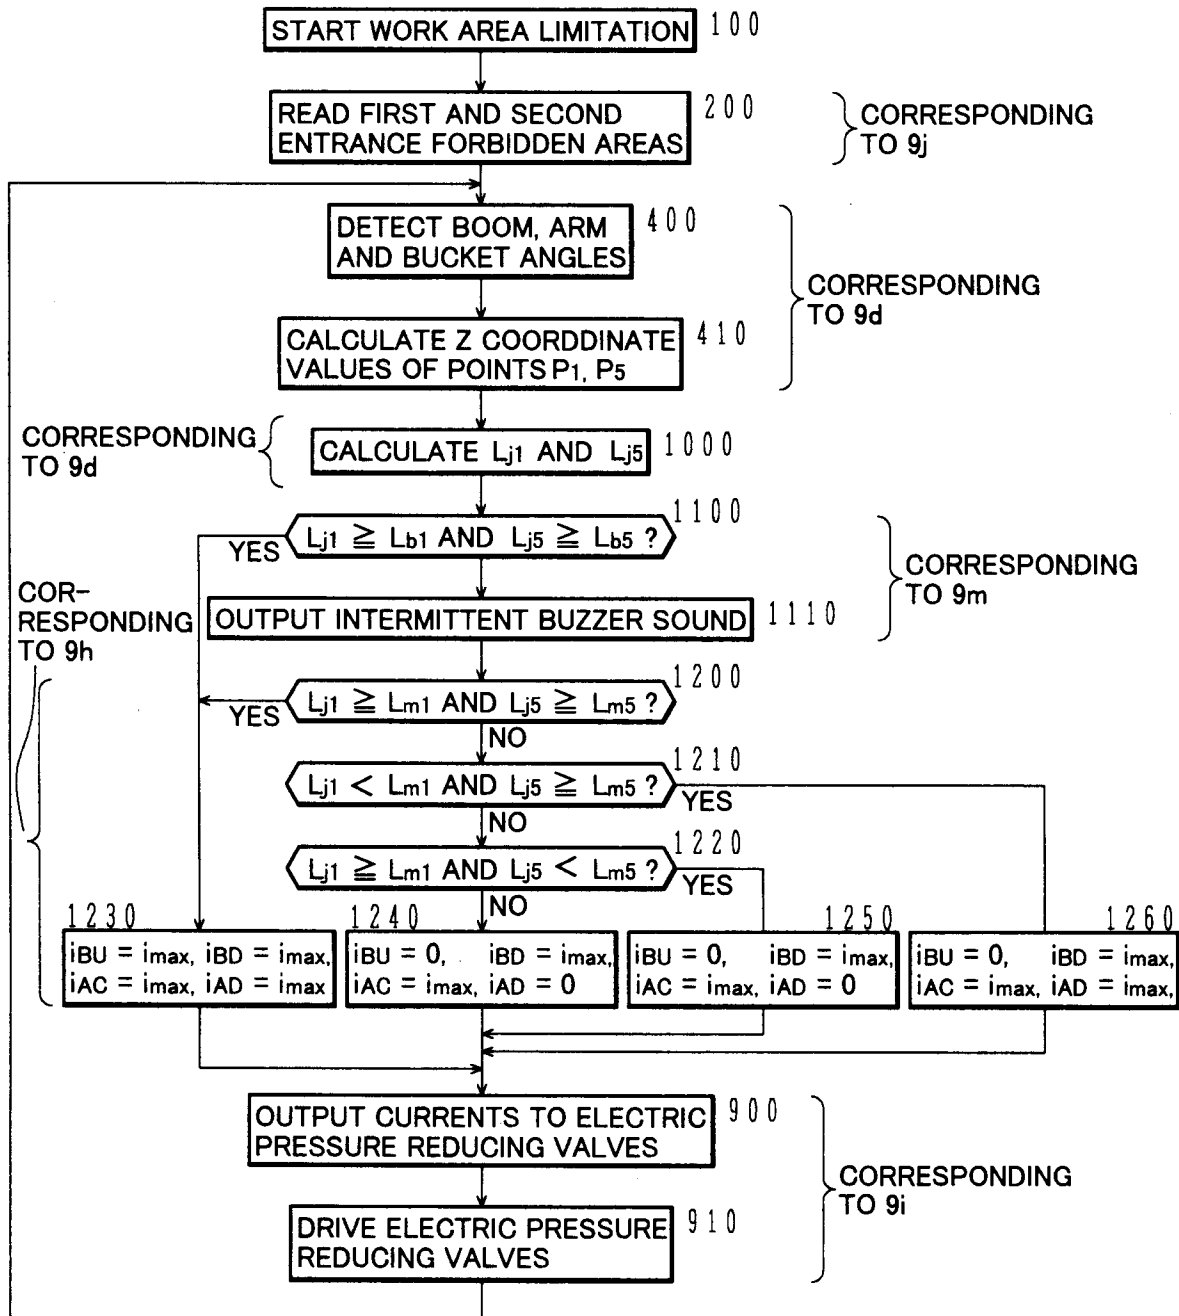 START WORK AREA LIMITATION 100
READ FIRST AND SECOND
ENTRANCE FORBIDDEN AREAS
200
CORRESPONDING
TO 9j
DETECT BOOM, ARM
AND BUCKET ANGLES
400
CORRESPONDING
TO 9d
CALCULATE Z COORDDINATE
VALUES OF POINTS P1, P5
410
CORRESPONDING
TO 9d
CALCULATE Lj1 AND Lj5
1000
Lj1 ≧ Lb1 AND Lj5 ≧ Lb5 ?
1100
YES
CORRESPONDING
TO 9m
OUTPUT INTERMITTENT BUZZER SOUND
1110
COR-
RESPONDING
TO 9h
Lj1 ≧ Lm1 AND Lj5 ≧ Lm5 ?
1200
YES
NO
Lj1 < Lm1 AND Lj5 ≧ Lm5 ?
1210
YES
NO
Lj1 ≧ Lm1 AND Lj5 < Lm5 ?
1220
YES
NO
1230
iBU = imax, iBD = imax,
iAC = imax, iAD = imax
1240
iBU = 0, iBD = imax,
iAC = imax, iAD = 0
1250
iBU = 0, iBD = imax,
iAC = imax, iAD = 0
1260
iBU = 0, iBD = imax,
iAC = imax, iAD = imax,
OUTPUT CURRENTS TO ELECTRIC
PRESSURE REDUCING VALVES
900
CORRESPONDING
TO 9i
DRIVE ELECTRIC PRESSURE
REDUCING VALVES
910